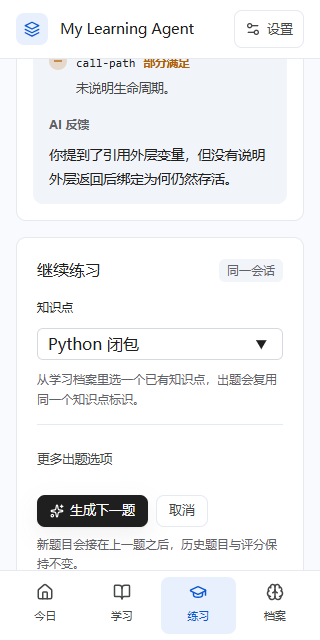 My Learning Agent
设置
call-path 部分满足
未说明生命周期。
AI 反馈
你提到了引用外层变量，但没有说明
外层返回后绑定为何仍然存活。
继续练习
同一会话
知识点
Python 闭包
从学习档案里选一个已有知识点，出题会复用
同一个知识点标识。
更多出题选项
生成下一题
取消
新题目会接在上一题之后，历史题目与评分保
持不变。
今日
学习
练习
档案